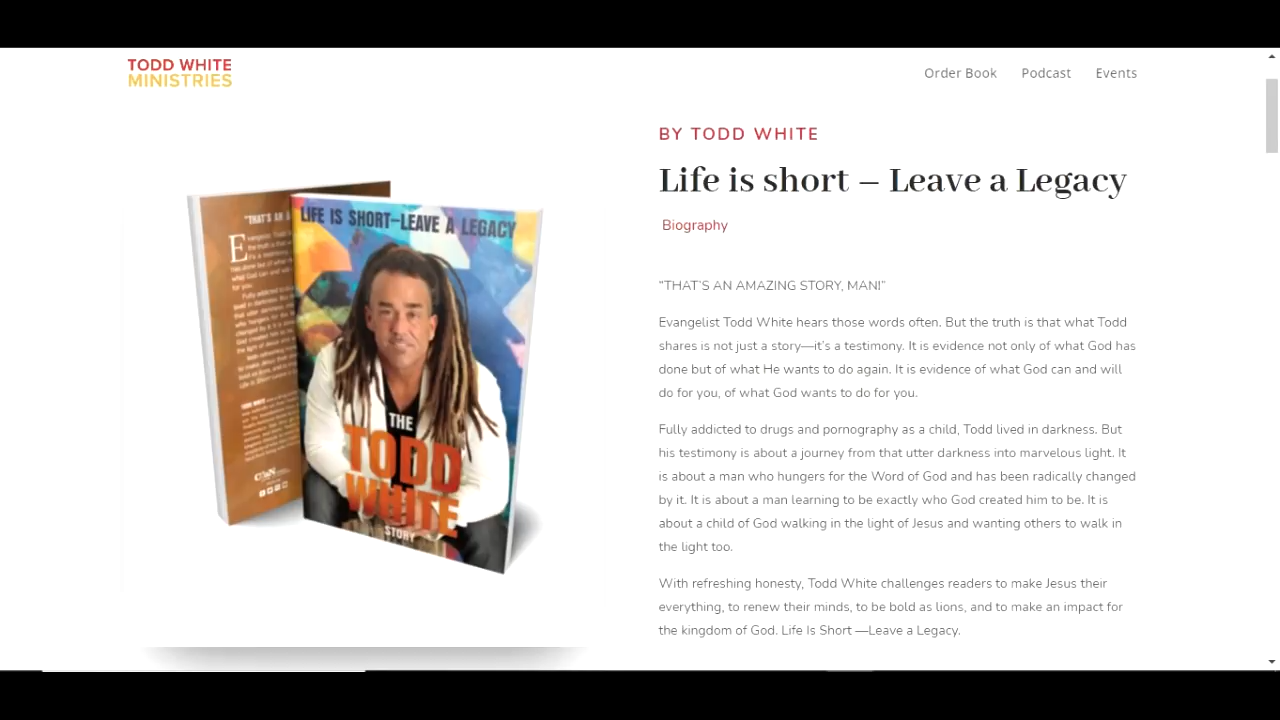 TODD WHITE
MINISTRIES
Order Book
Podcast
Events
BY TODD WHITE
Life is short – Leave a Legacy
Biography
“THAT’S AN AMAZING STORY, MAN!”
Evangelist Todd White hears those words often. But the truth is that what Todd
shares is not just a story—it’s a testimony. It is evidence not only of what God has
done but of what He wants to do again. It is evidence of what God can and will
do for you, of what God wants to do for you.
Fully addicted to drugs and pornography as a child, Todd lived in darkness. But
his testimony is about a journey from that utter darkness into marvelous light. It
is about a man who hungers for the Word of God and has been radically changed
by it. It is about a man learning to be exactly who God created him to be. It is
about a child of God walking in the light of Jesus and wanting others to walk in
the light too.
With refreshing honesty, Todd White challenges readers to make Jesus their
everything, to renew their minds, to be bold as lions, and to make an impact for
the kingdom of God. Life Is Short —Leave a Legacy.
"THAT'S AN
LIFE IS SHORT–LEAVE A LEGACY
THE
TODD
WHITE
STORY